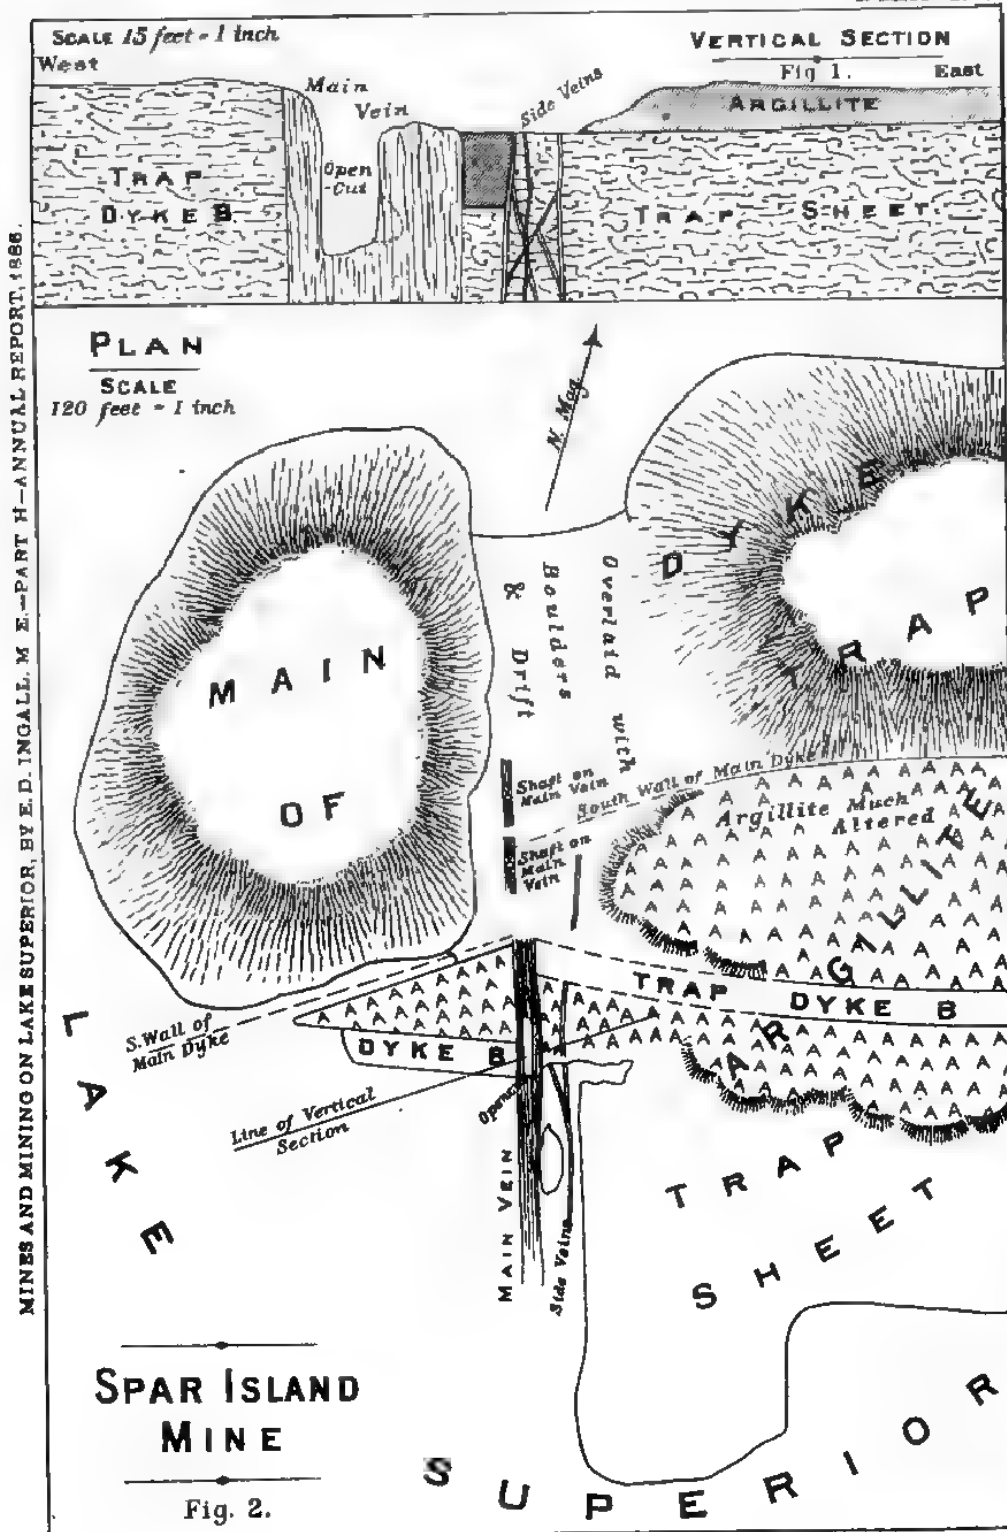 SCALE 15 feet = 1 inch
West
VERTICAL SECTION
Fig 1.
East
Main
Vein
Side Veins
ARGILLITE
Open
-Cut
TRAP
DYKE B.
TRAP SHEET.
MINES AND MINING ON LAKE SUPERIOR, BY E. D. INGALL. M. E.—PART H—ANNUAL REPORT, 1886.
PLAN
SCALE
120 feet = 1 inch
N. Mag.
DYKE
TRAP
Overlaid with
Boulders
& Drift
MAIN
OF
Shaft on
Main Vein
South Wall of Main Dyke
Shaft on
Main
Vein
Argillite Much
Altered
ARGILLITE
TRAP DYKE B
S. Wall of
Main Dyke
DYKE B
Line of Vertical
Section
Openc
MAIN VEIN
Side Veins
TRAP
SHEET
LAKE
SUPERIOR
SPAR ISLAND
MINE
Fig. 2.